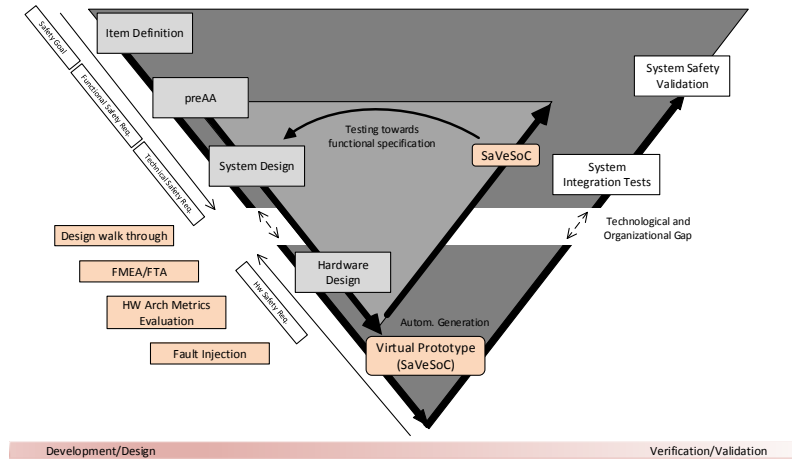 Item Definition
Safety Goal
System Safety
Validation
preAA
Functional Safety Req.
Testing towards
functional specification
SaVeSoC
System Design
System
Integration Tests
Technical Safety Req.
Technological and
Organizational Gap
Design walk through
Hardware
Design
FMEA/FTA
Hw Safety Req.
HW Arch Metrics
Evaluation
Autom. Generation
Fault Injection
Virtual Prototype
(SaVeSoC)
Development/Design
Verification/Validation